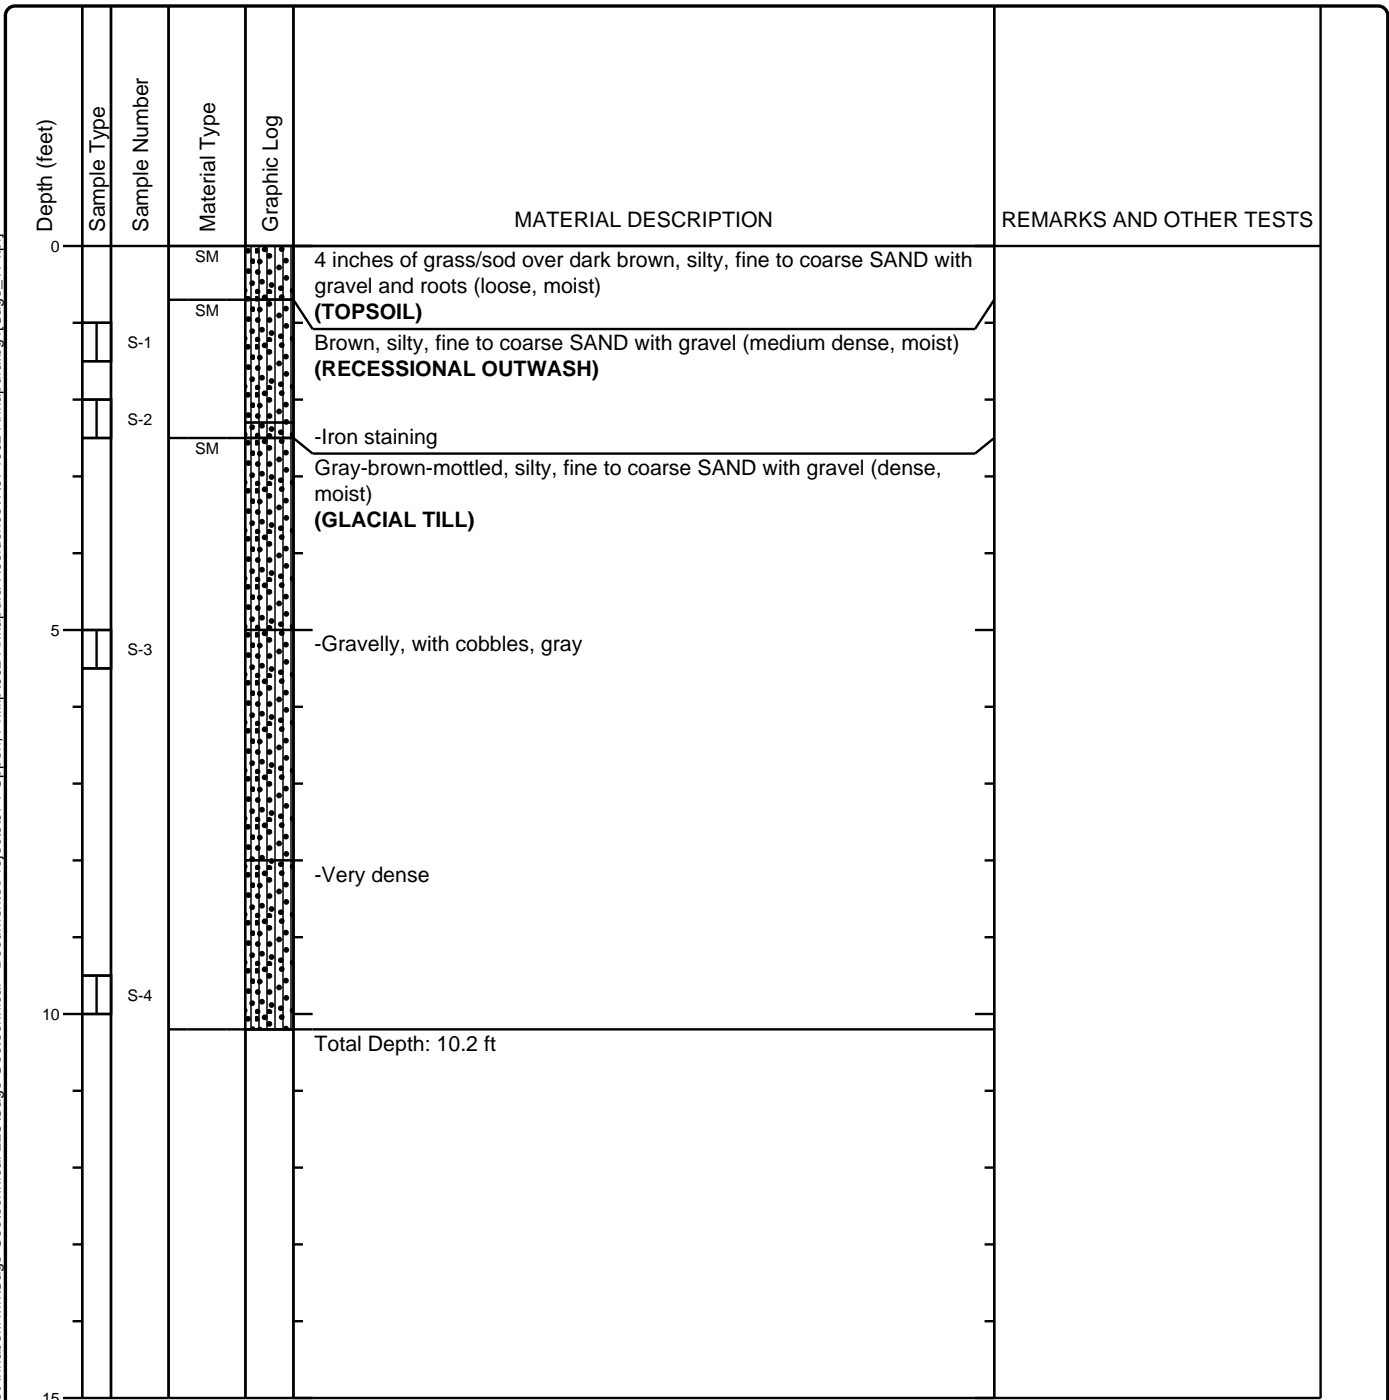 Depth (feet)
Sample Type
Sample Number
Material Type
Graphic Log
MATERIAL DESCRIPTION
REMARKS AND OTHER TESTS
0
SM
4 inches of grass/sod over dark brown, silty, fine to coarse SAND with
gravel and roots (loose, moist)
(TOPSOIL)
SM
S-1
Brown, silty, fine to coarse SAND with gravel (medium dense, moist)
(RECESSIONAL OUTWASH)
S-2
-Iron staining
SM
Gray-brown-mottled, silty, fine to coarse SAND with gravel (dense,
moist)
(GLACIAL TILL)
5
S-3
-Gravelly, with cobbles, gray
-Very dense
S-4
10
Total Depth: 10.2 ft
15